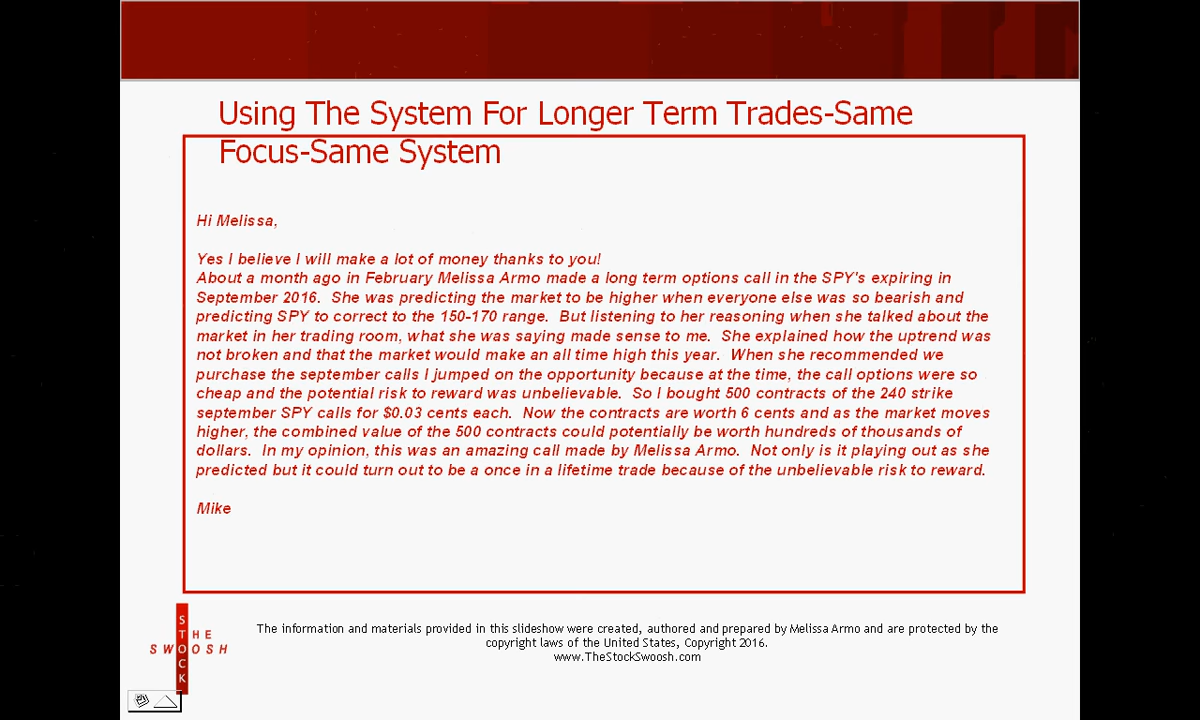 Using The System For Longer Term Trades-Same
Focus-Same System
Hi Melissa,
Yes I believe I will make a lot of money thanks to you!
About a month ago in February Melissa Armo made a long term options call in the SPY's expiring in
September 2016.  She was predicting the market to be higher when everyone else was so bearish and
predicting SPY to correct to the 150-170 range.  But listening to her reasoning when she talked about the
market in her trading room, what she was saying made sense to me.  She explained how the uptrend was
not broken and that the market would make an all time high this year.  When she recommended we
purchase the september calls I jumped on the opportunity because at the time, the call options were so
cheap and the potential risk to reward was unbelievable.  So I bought 500 contracts of the 240 strike
september SPY calls for $0.03 cents each.  Now the contracts are worth 6 cents and as the market moves
higher, the combined value of the 500 contracts could potentially be worth hundreds of thousands of
dollars.  In my opinion, this was an amazing call made by Melissa Armo.  Not only is it playing out as she
predicted but it could turn out to be a once in a lifetime trade because of the unbelievable risk to reward.
Mike
THE
STOCK
SWOOSH
The information and materials provided in this slideshow were created, authored and prepared by Melissa Armo and are protected by the
copyright laws of the United States, Copyright 2016.
www.TheStockSwoosh.com